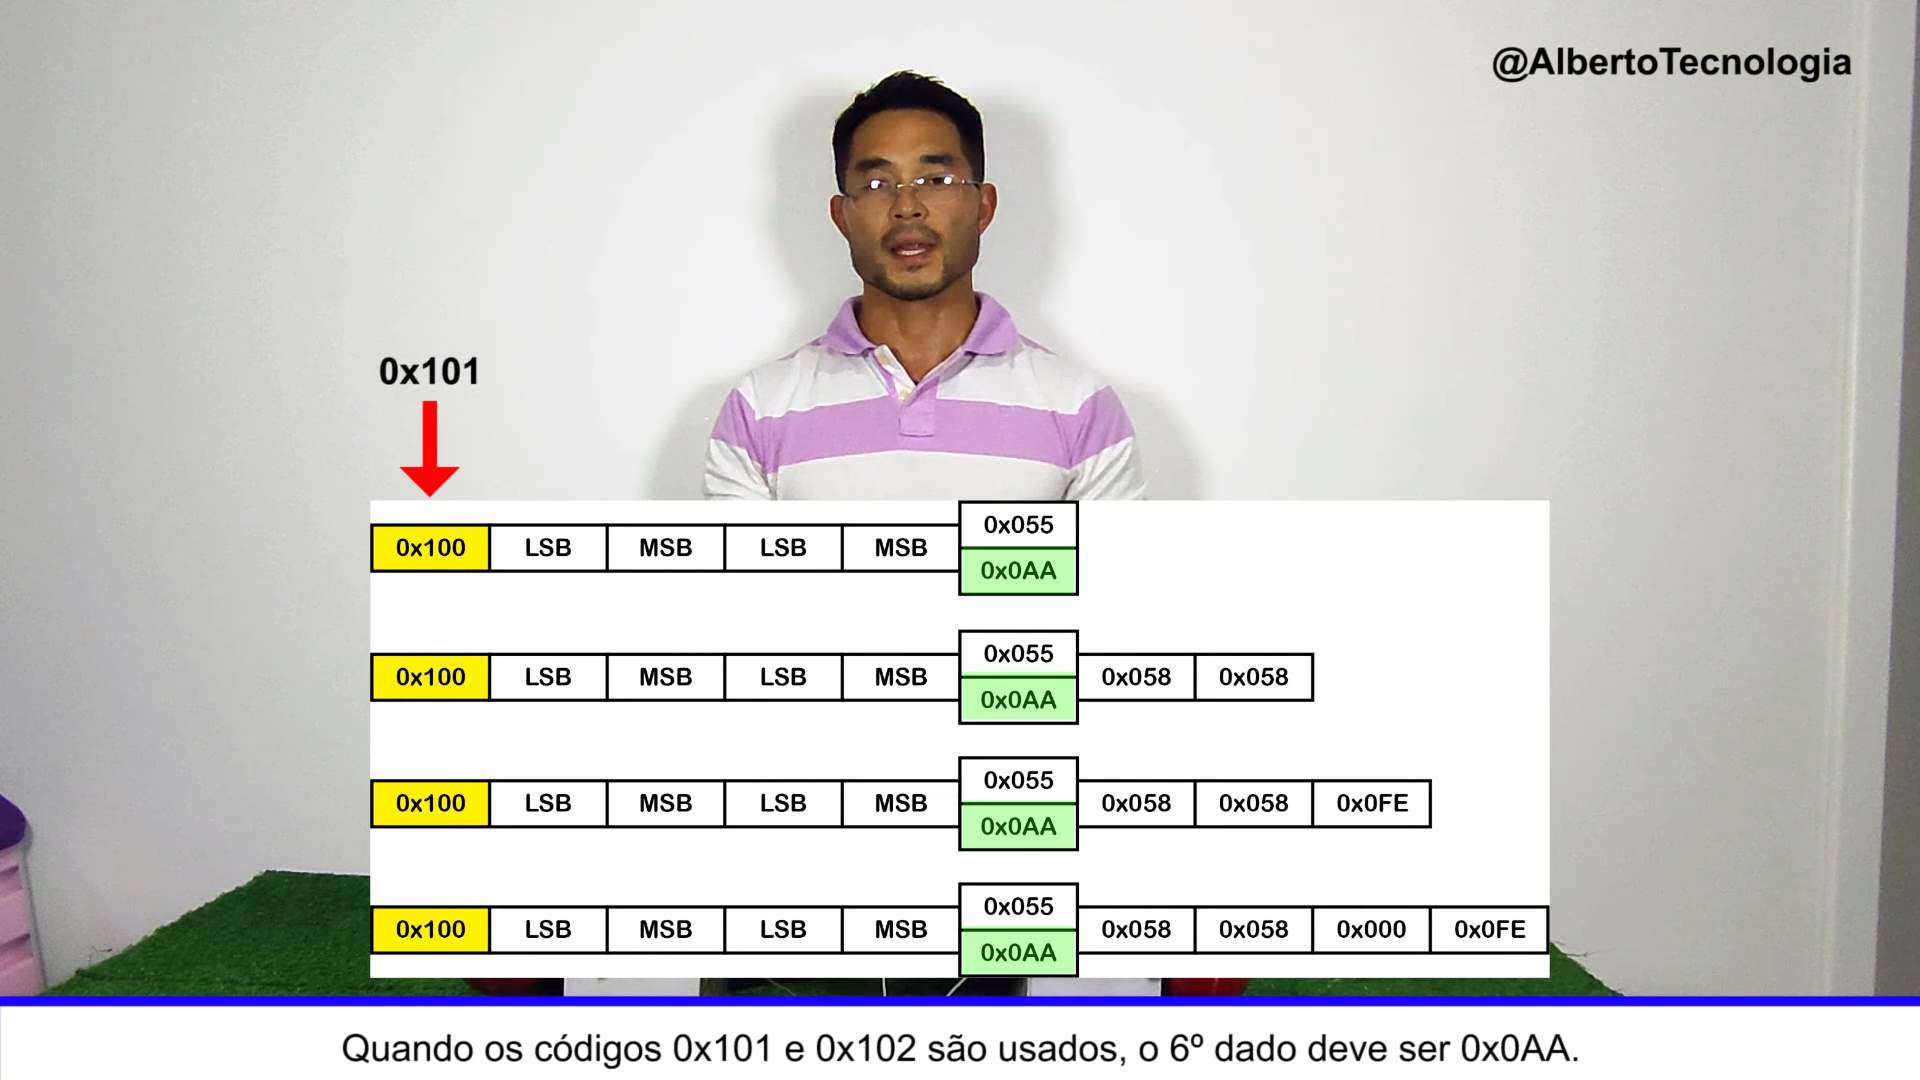 @AlbertoTecnologia
0x101
0x055
0x100 LSB MSB LSB MSB
0x0AA
0x055
0x100 LSB MSB LSB MSB 0x058 0x058
0x0AA
0x055
0x100 LSB MSB LSB MSB 0x058 0x058 0x0FE
0x0AA
0x055
0x100 LSB MSB LSB MSB 0x058 0x058 0x000 0x0FE
0x0AA
Quando os códigos 0x101 e 0x102 são usados, o 6º dado deve ser 0x0AA.